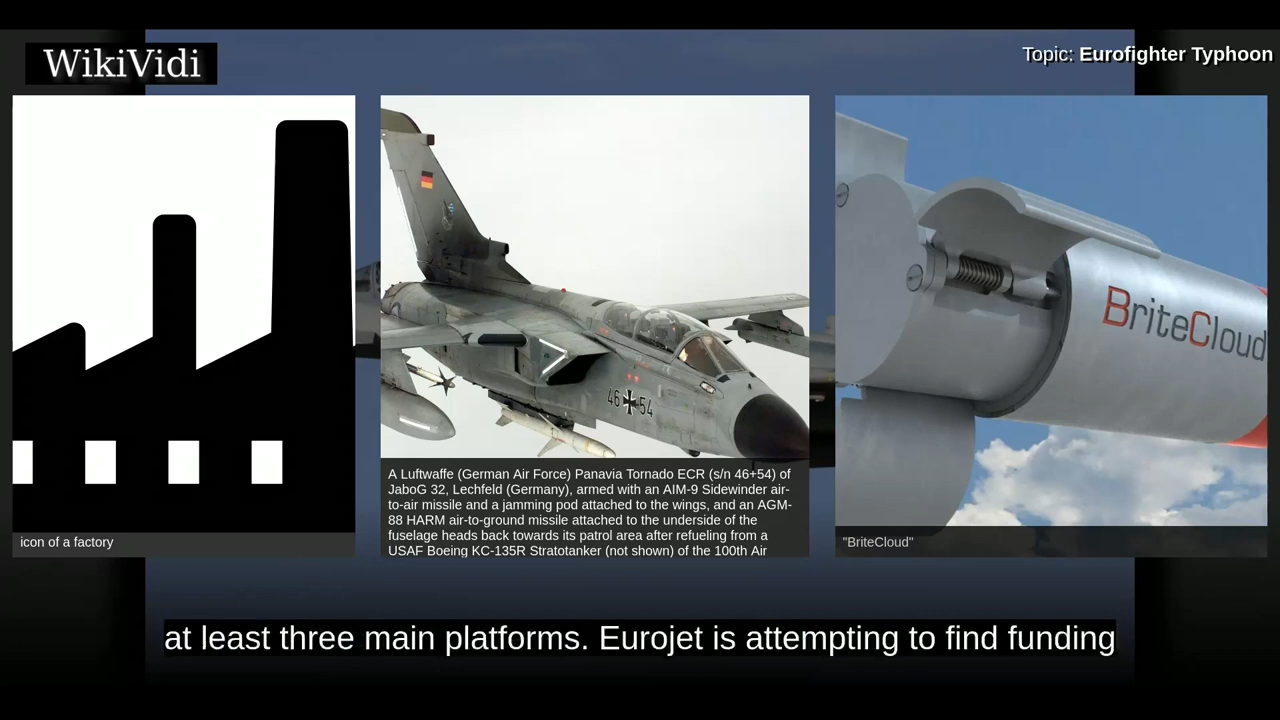 WikiVidi
Topic: Eurofighter Typhoon
46 54
BriteCloud
icon of a factory
A Luftwaffe (German Air Force) Panavia Tornado ECR (s/n 46+54) of
JaboG 32, Lechfeld (Germany), armed with an AIM-9 Sidewinder air-
to-air missile and a jamming pod attached to the wings, and an AGM-
88 HARM air-to-ground missile attached to the underside of the
fuselage heads back towards its patrol area after refueling from a
USAF Boeing KC-135R Stratotanker (not shown) of the 100th Air
"BriteCloud"
at least three main platforms. Eurojet is attempting to find funding